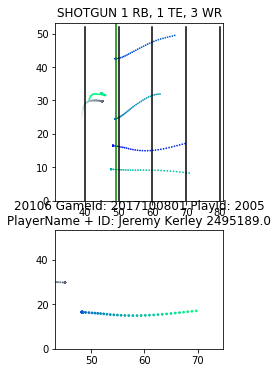 SHOTGUN 1 RB, 1 TE, 3 WR
50
40
30
20
10
0
40 50 60 70 80
20106 GameId: 2017100801 PlayId: 2005
PlayerName + ID: Jeremy Kerley 2495189.0
40
20
0
50 60 70